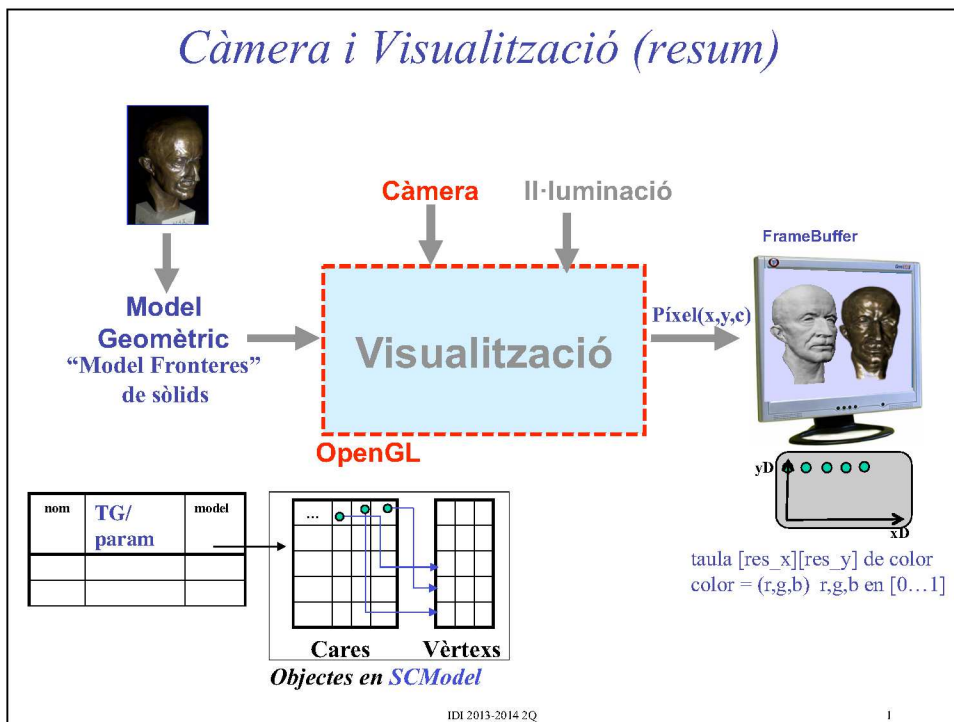 Càmera i Visualització (resum)
Càmera
Il·luminació
FrameBuffer
Model
Geomètric
“Model Fronteres”
de sòlids
Visualització
Píxel(x,y,c)
OpenGL
yD
xD
nom
TG/
param
model
...
Cares
Vèrtexs
Objectes en SCModel
taula [res_x][res_y] de color
color = (r,g,b) r,g,b en [0…1]
IDI 2013-2014 2Q
1